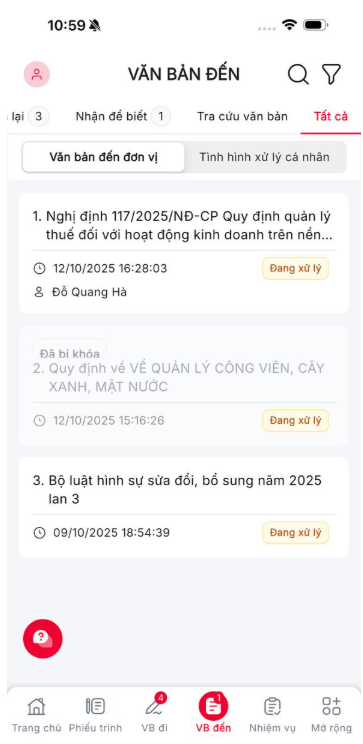 10:59
VĂN BẢN ĐẾN
lại 3 Nhận để biết 1 Tra cứu văn bản Tất cả
Văn bản đến đơn vị Tình hình xử lý cá nhân
1. Nghị định 117/2025/NĐ-CP Quy định quản lý
thuế đối với hoạt động kinh doanh trên nền...
12/10/2025 16:28:03 Đang xử lý
Đỗ Quang Hà
Đã bị khóa
2. Quy định về VỀ QUẢN LÝ CÔNG VIÊN, CÂY
XANH, MẶT NƯỚC
12/10/2025 15:16:26 Đang xử lý
3. Bộ luật hình sự sửa đổi, bổ sung năm 2025
lan 3
09/10/2025 18:54:39 Đang xử lý
4 1
Trang chủ Phiếu trình VB đi VB đến Nhiệm vụ Mở rộng